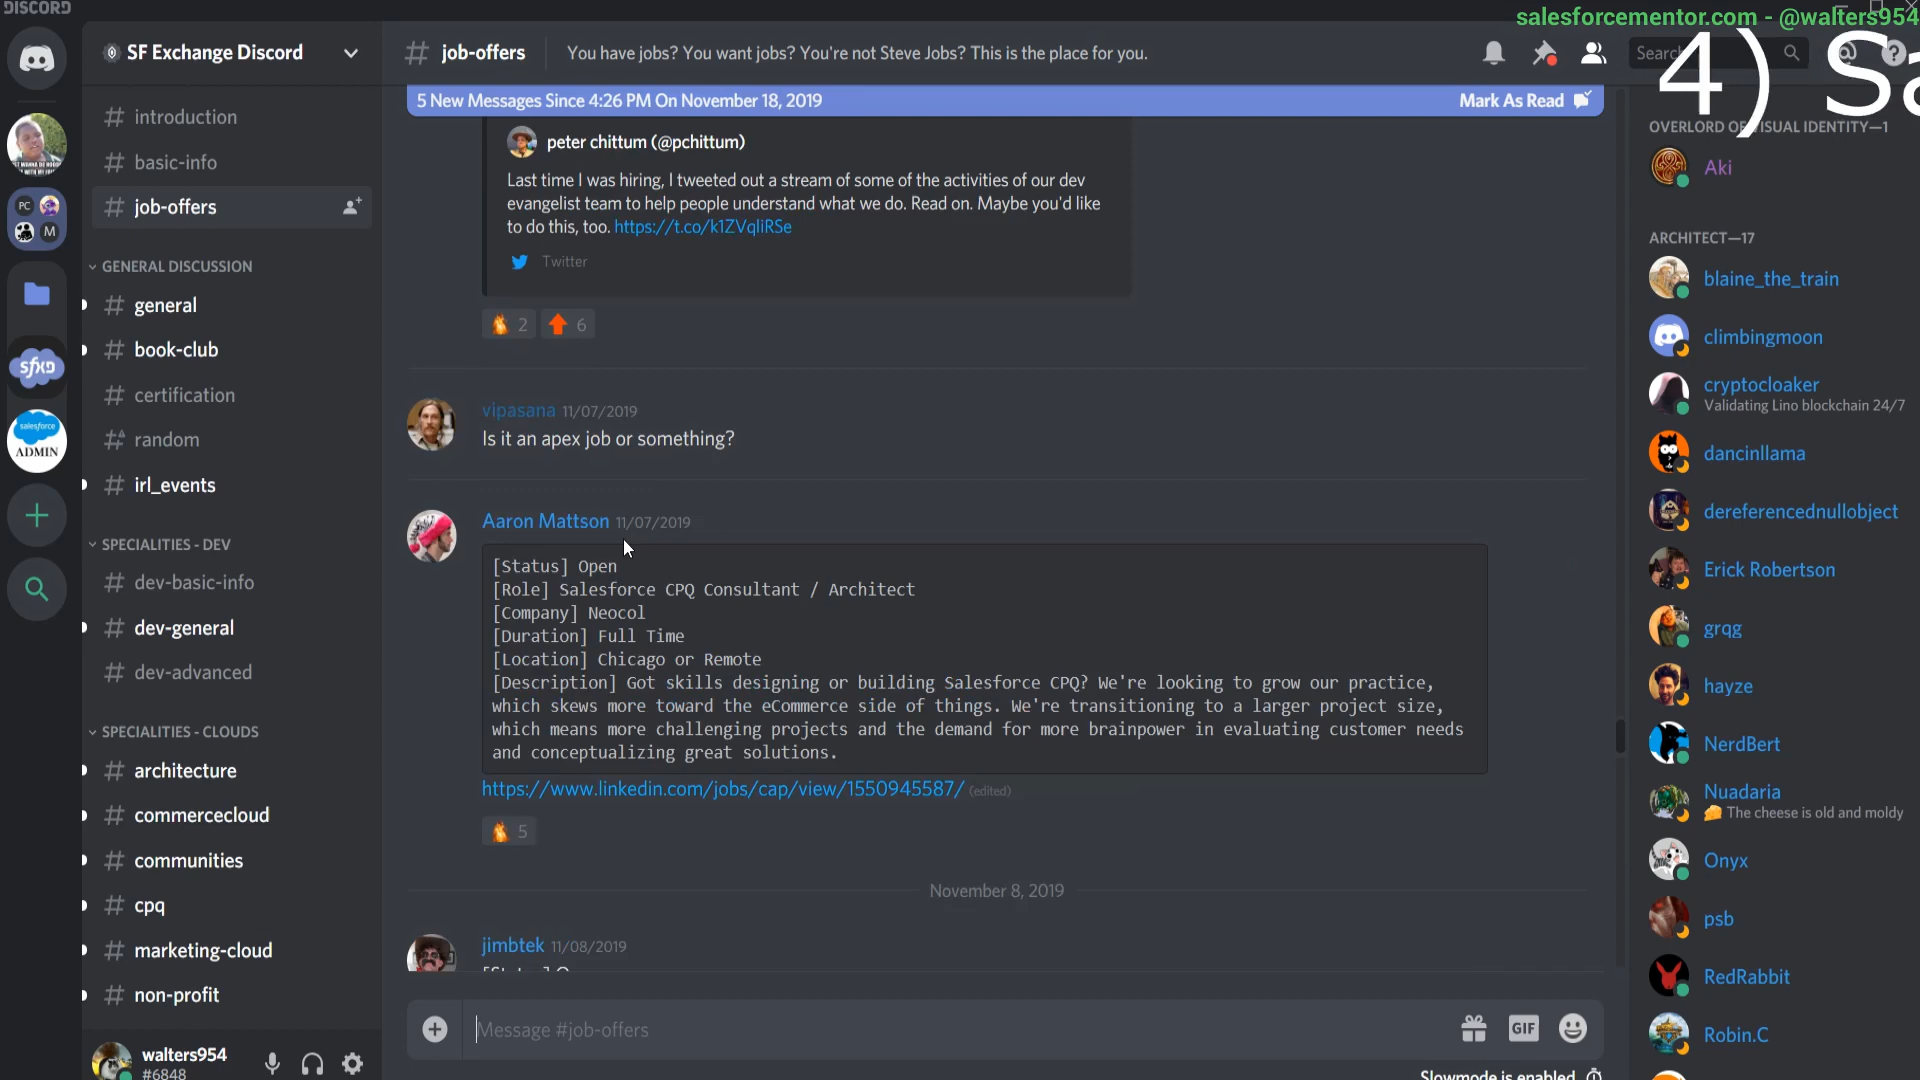 DISCORD
salesforcementor.com - @walters954
4) Sa
SF Exchange Discord
# job-offers
You have jobs? You want jobs? You're not Steve Jobs? This is the place for you.
Search
# introduction
# basic-info
# job-offers
GENERAL DISCUSSION
# general
# book-club
# certification
# random
# irl_events
SPECIALITIES - DEV
# dev-basic-info
# dev-general
# dev-advanced
SPECIALITIES - CLOUDS
# architecture
# commercecloud
# communities
# cpq
# marketing-cloud
# non-profit
walters954
#6848
PC
M
sfXD
salesforce
ADMIN
5 New Messages Since 4:26 PM On November 18, 2019
Mark As Read
peter chittum (@pchittum)
Last time I was hiring, I tweeted out a stream of some of the activities of our dev
evangelist team to help people understand what we do. Read on. Maybe you'd like
to do this, too. https://t.co/k1ZVqliRSe
Twitter
2
6
vipasana 11/07/2019
Is it an apex job or something?
Aaron Mattson 11/07/2019
[Status] Open
[Role] Salesforce CPQ Consultant / Architect
[Company] Neocol
[Duration] Full Time
[Location] Chicago or Remote
[Description] Got skills designing or building Salesforce CPQ? We're looking to grow our practice,
which skews more toward the eCommerce side of things. We're transitioning to a larger project size,
which means more challenging projects and the demand for more brainpower in evaluating customer needs
and conceptualizing great solutions.
https://www.linkedin.com/jobs/cap/view/1550945587/ (edited)
5
November 8, 2019
jimbtek 11/08/2019
Message #job-offers
GIF
Slowmode is enabled
OVERLORD OF VISUAL IDENTITY—1
Aki
ARCHITECT—17
blaine_the_train
climbingmoon
cryptocloaker
Validating Lino blockchain 24/7
dancinllama
dereferencednullobject
Erick Robertson
grqg
hayze
NerdBert
Nuadaria
The cheese is old and moldy
Onyx
psb
RedRabbit
Robin.C